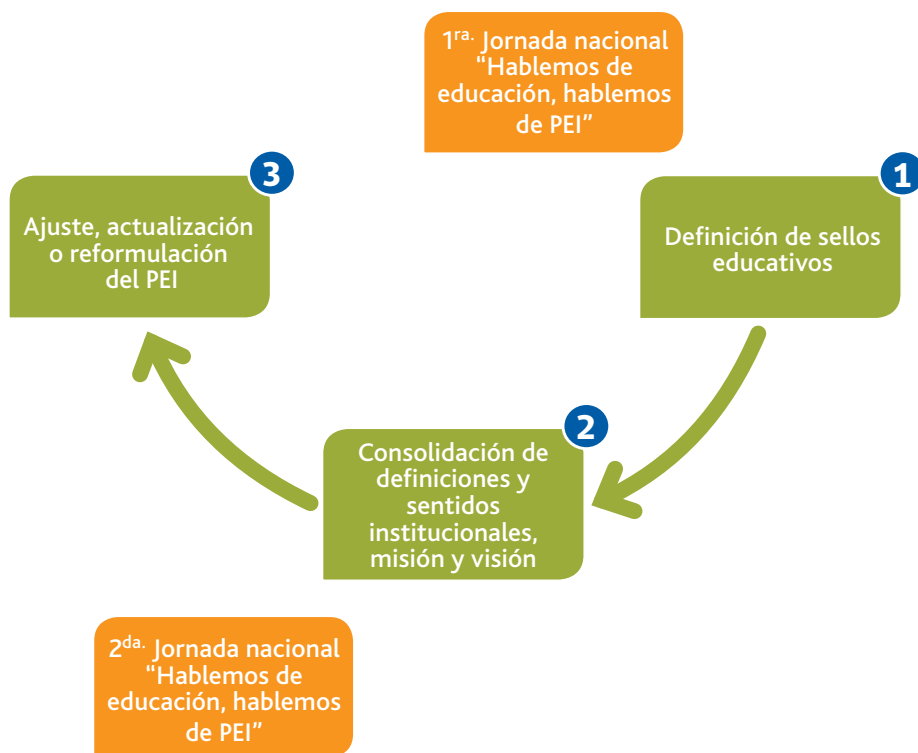 1ra. Jornada nacional
“Hablemos de
educación, hablemos
de PEI”
1
Definición de sellos
educativos
2
Consolidación de
definiciones y
sentidos
institucionales,
misión y visión
3
Ajuste, actualización
o reformulación
del PEI
2da. Jornada nacional
“Hablemos de
educación, hablemos
de PEI”